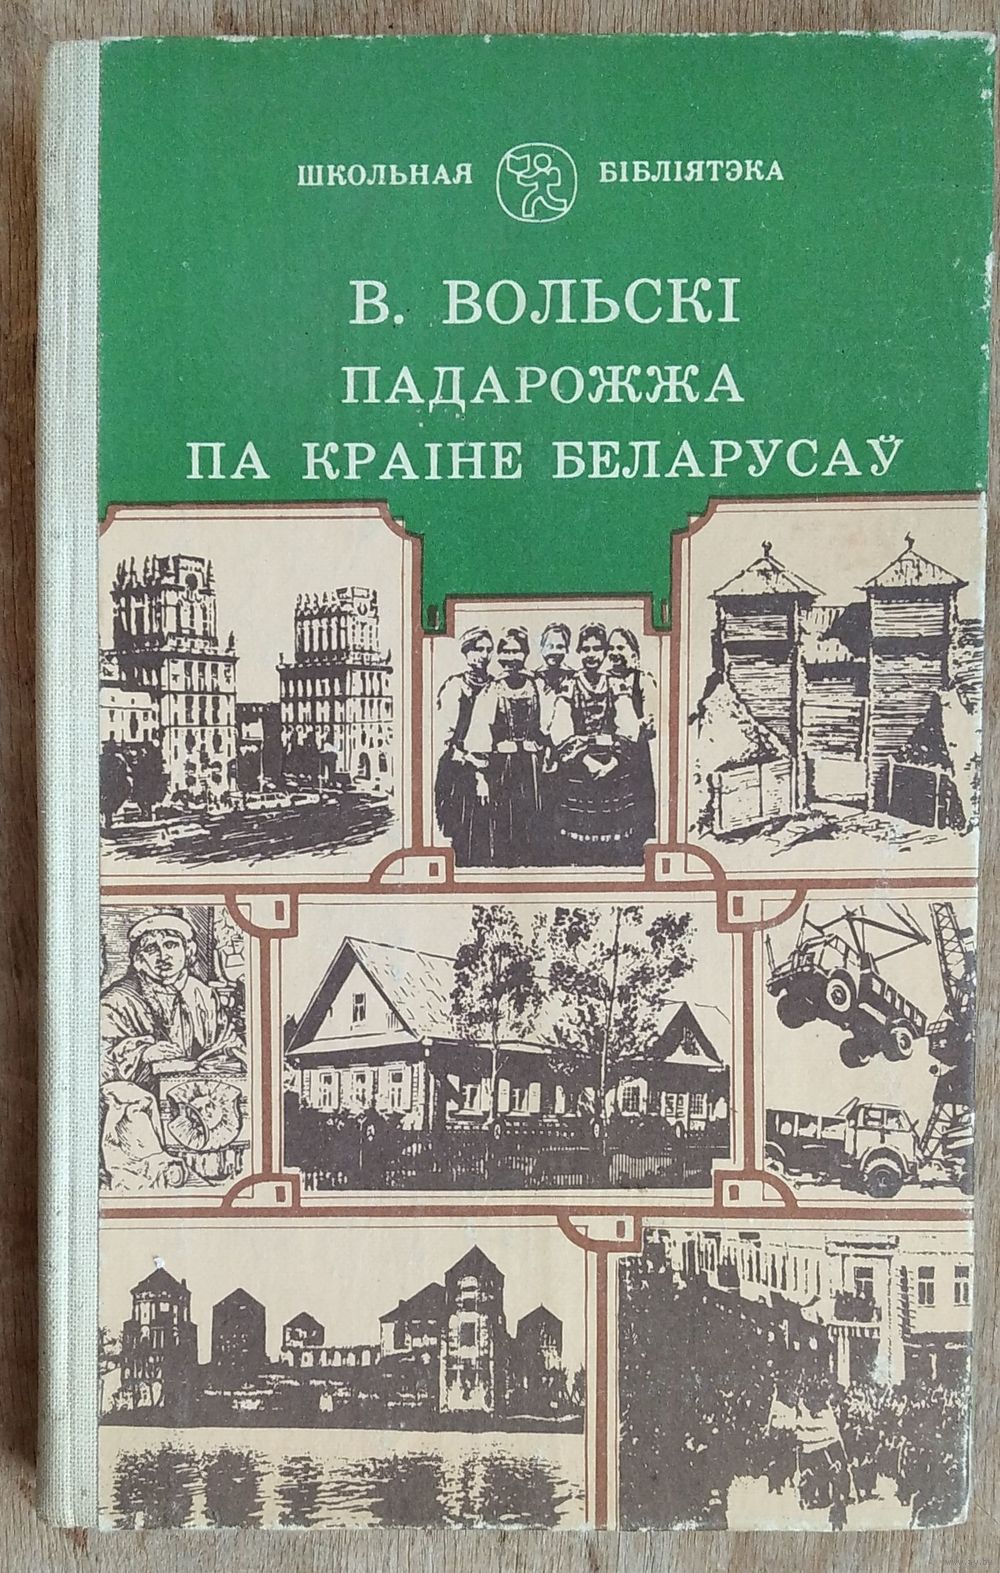 ШКОЛЬНАЯ БІБЛІЯТЭКА
В. ВОЛЬСКІ
ПАДАРОЖЖА
ПА КРАІНЕ БЕЛАРУСАЎ